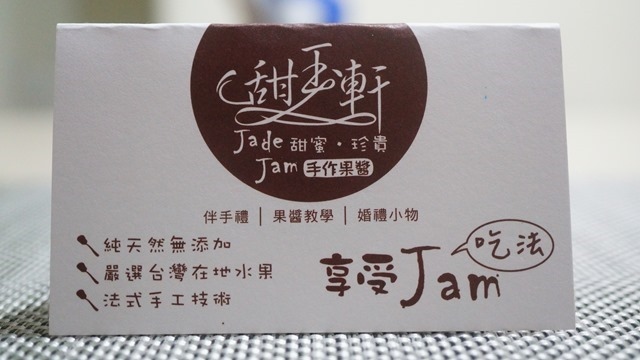 甜玉軒
Jade 甜蜜·珍貴
Jam 手作果醬
伴手禮│果醬教學│婚禮小物
純天然無添加
嚴選台灣在地水果
法式手工技術
享受Jam
吃法